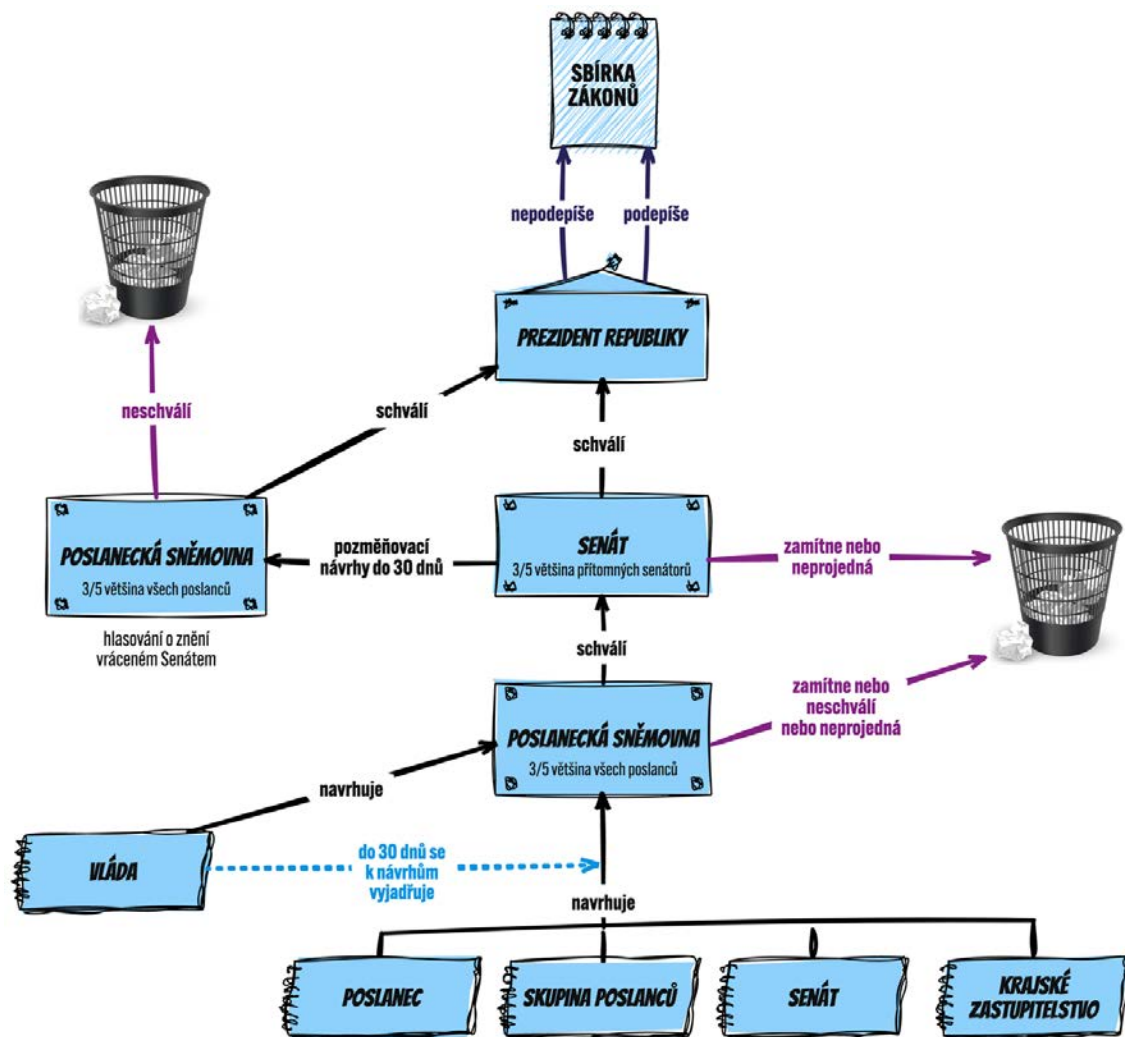 SBÍRKA
ZÁKONŮ
nepodepíše
podepíše
PREZIDENT REPUBLIKY
neschválí
schválí
schválí
POSLANECKÁ SNĚMOVNA
3/5 většina všech poslanců
hlasování o znění
vráceném Senátem
pozměňovací
návrhy do 30 dnů
SENÁT
3/5 většina přítomných senátorů
zamítne nebo
neprojedná
schválí
POSLANECKÁ SNĚMOVNA
3/5 většina všech poslanců
zamítne nebo
neschválí
nebo neprojedná
navrhuje
VLÁDA
do 30 dnů se
k návrhům
vyjadřuje
navrhuje
POSLANEC
SKUPINA POSLANCŮ
SENÁT
KRAJSKÉ
ZASTUPITELSTVO